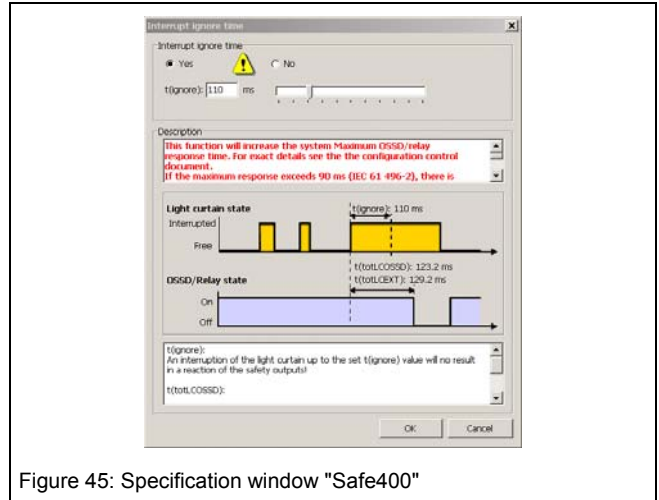 Interrupt ignore time
Interrupt ignore time
Yes
No
t(ignore): 110 ms
Description
This function will increase the system Maximum OSSD/relay
response time. For exact details see the the configuration control
document.
If the maximum response exceeds 90 ms (IEC 61 496-2), there is
Light curtain state
t(ignore): 110 ms
Interrupted
Free
t(totLCOSSD): 123.2 ms
OSSD/Relay state
t(totLCEXT): 129.2 ms
On
Off
t(ignore):
An interruption of the light curtain up to the set t(ignore) value wil no result
in a reaction of the safety outputs!
t(totLCOSSD):
OK
Cancel
Figure 45: Specification window "Safe400"